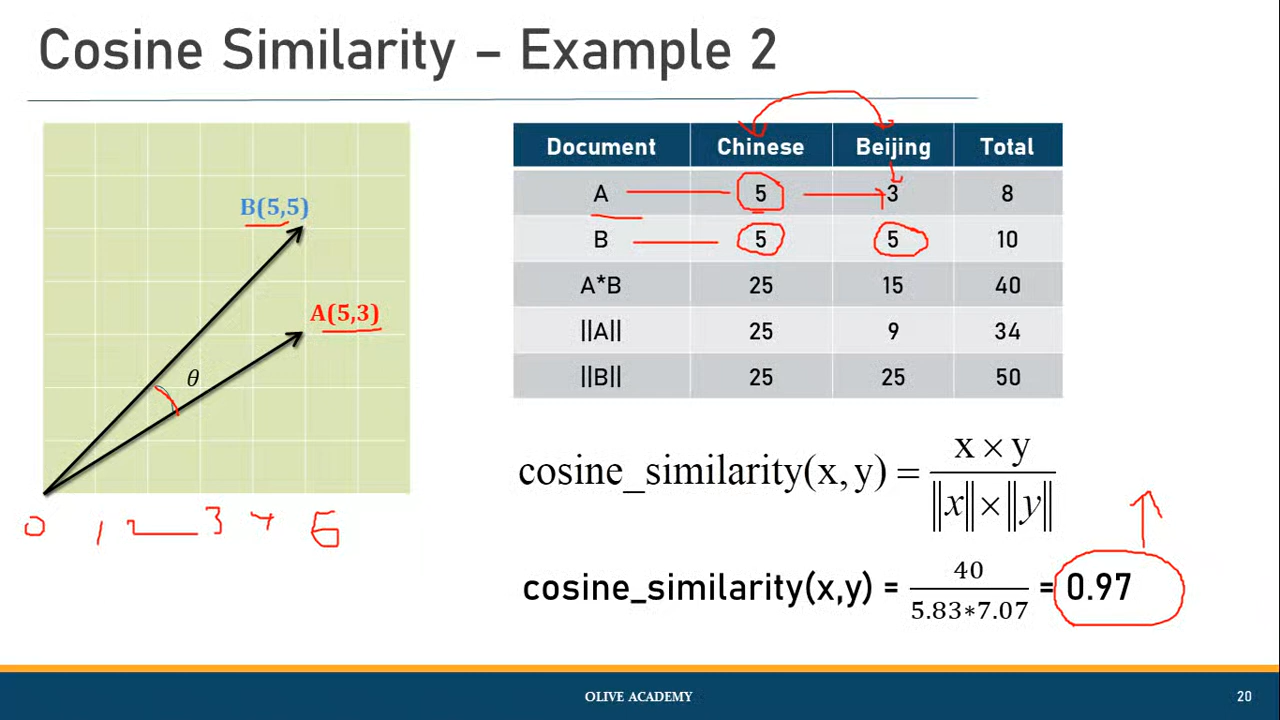 Cosine Similarity – Example 2
B(5,5)
A(5,3)
θ
0 1 2 3 4 5
Document Chinese Beijing Total
A 5 3 8
B 5 5 10
A*B 25 15 40
||A|| 25 9 34
||B|| 25 25 50
cosine_similarity(x,y) = x × y / ‖x‖ × ‖y‖
cosine_similarity(x,y) = 40 / 5.83*7.07 = 0.97
OLIVE ACADEMY
20